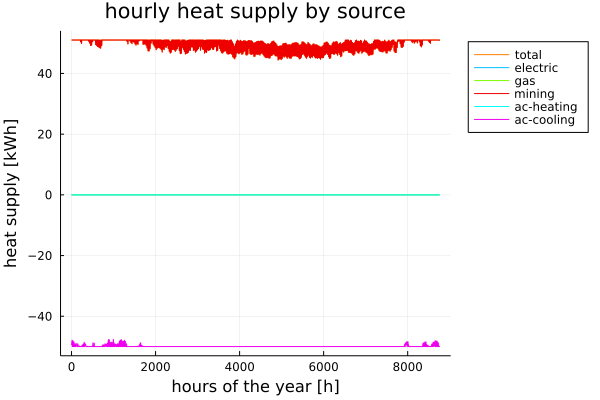 hourly heat supply by source
heat supply [kWh]
40
20
0
−20
−40
0 2000 4000 6000 8000
hours of the year [h]
total
electric
gas
mining
ac-heating
ac-cooling